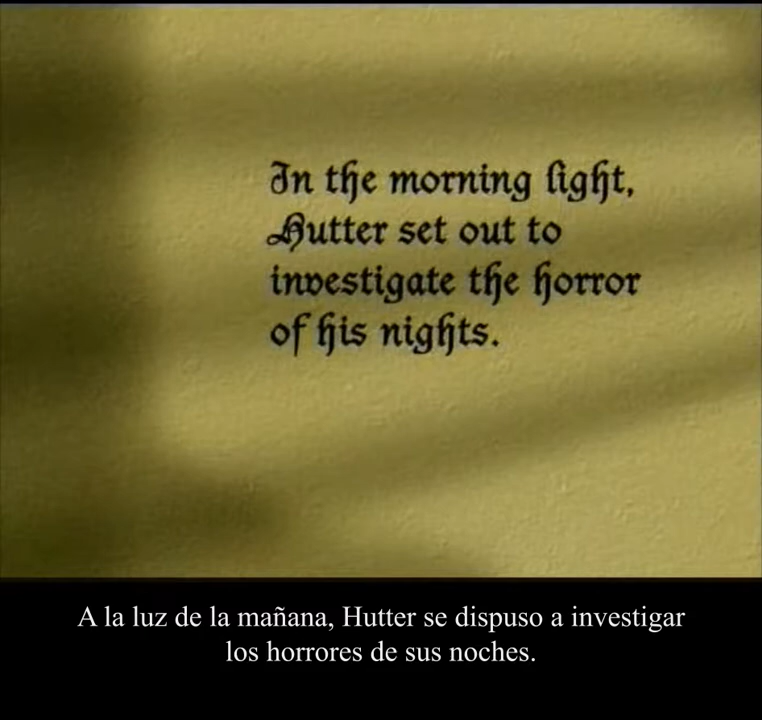 In the morning light,
Hutter set out to
investigate the horror
of his nights.
A la luz de la mañana, Hutter se dispuso a investigar
los horrores de sus noches.